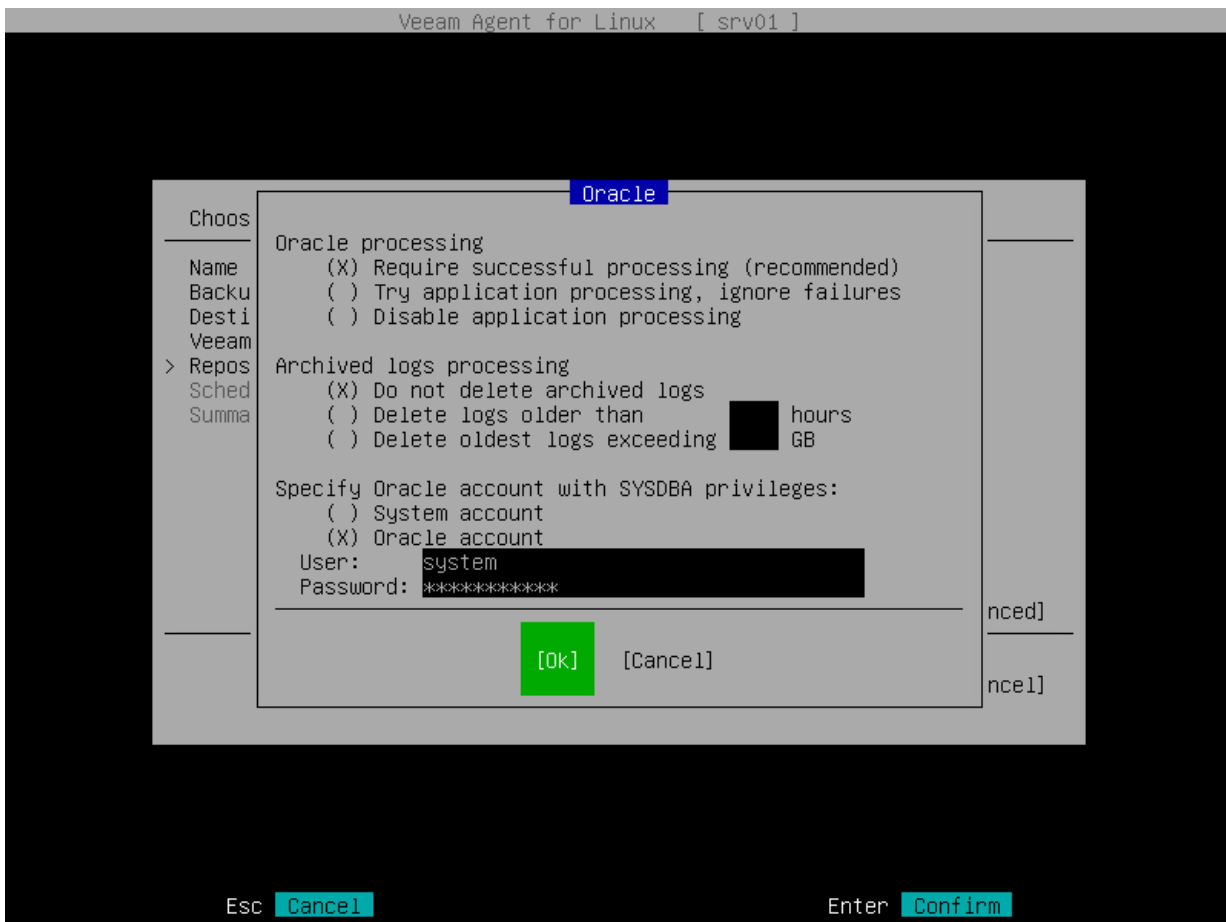 Veeam Agent for Linux [ srv01 ]
Oracle
Choos
Oracle processing
Name (X) Require successful processing (recommended)
Backu ( ) Try application processing, ignore failures
Desti ( ) Disable application processing
Veeam
> Repos Archived logs processing
Sched (X) Do not delete archived logs
Summa ( ) Delete logs older than hours
( ) Delete oldest logs exceeding GB
Specify Oracle account with SYSDBA privileges:
( ) System account
(X) Oracle account
User: system
Password: ***********
nced]
[Ok] [Cancel]
ncel]
Esc Cancel Enter Confirm